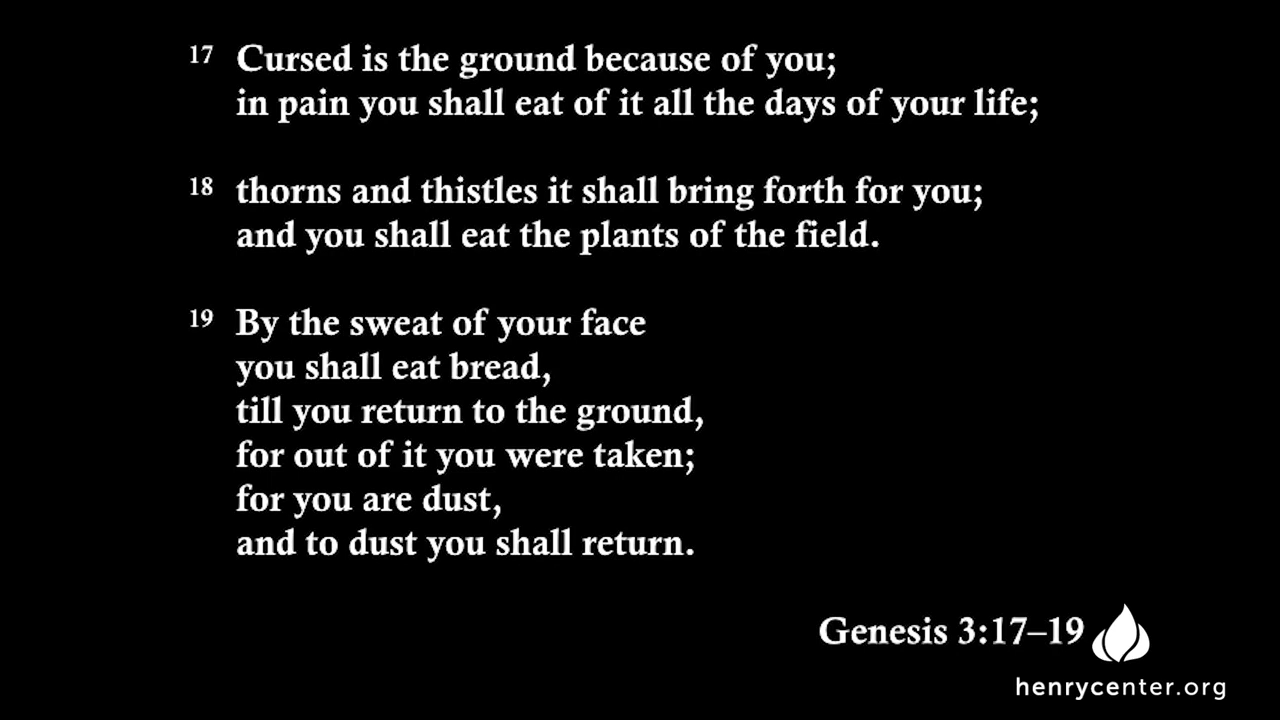 17 Cursed is the ground because of you;
in pain you shall eat of it all the days of your life;
18 thorns and thistles it shall bring forth for you;
and you shall eat the plants of the field.
19 By the sweat of your face
you shall eat bread,
till you return to the ground,
for out of it you were taken;
for you are dust,
and to dust you shall return.
Genesis 3:17–19
henrycenter.org